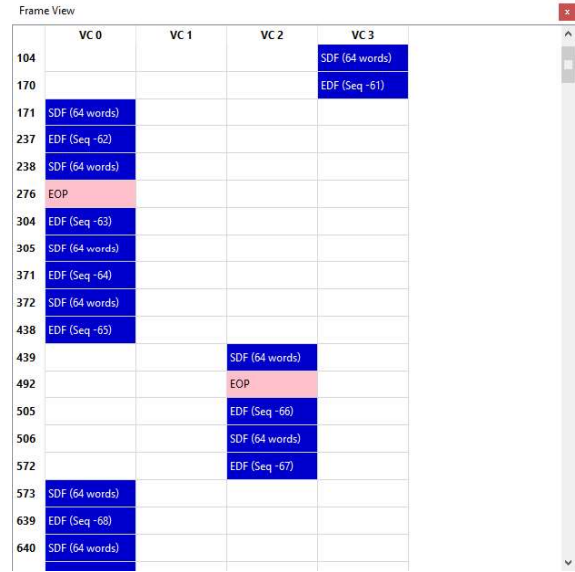 Frame View x
VC 0 VC 1 VC 2 VC 3
104 SDF (64 words)
170 EDF (Seq -61)
171 SDF (64 words)
237 EDF (Seq -62)
238 SDF (64 words)
276 EOP
304 EDF (Seq -63)
305 SDF (64 words)
371 EDF (Seq -64)
372 SDF (64 words)
438 EDF (Seq -65)
439 SDF (64 words)
492 EOP
505 EDF (Seq -66)
506 SDF (64 words)
572 EDF (Seq -67)
573 SDF (64 words)
639 EDF (Seq -68)
640 SDF (64 words)